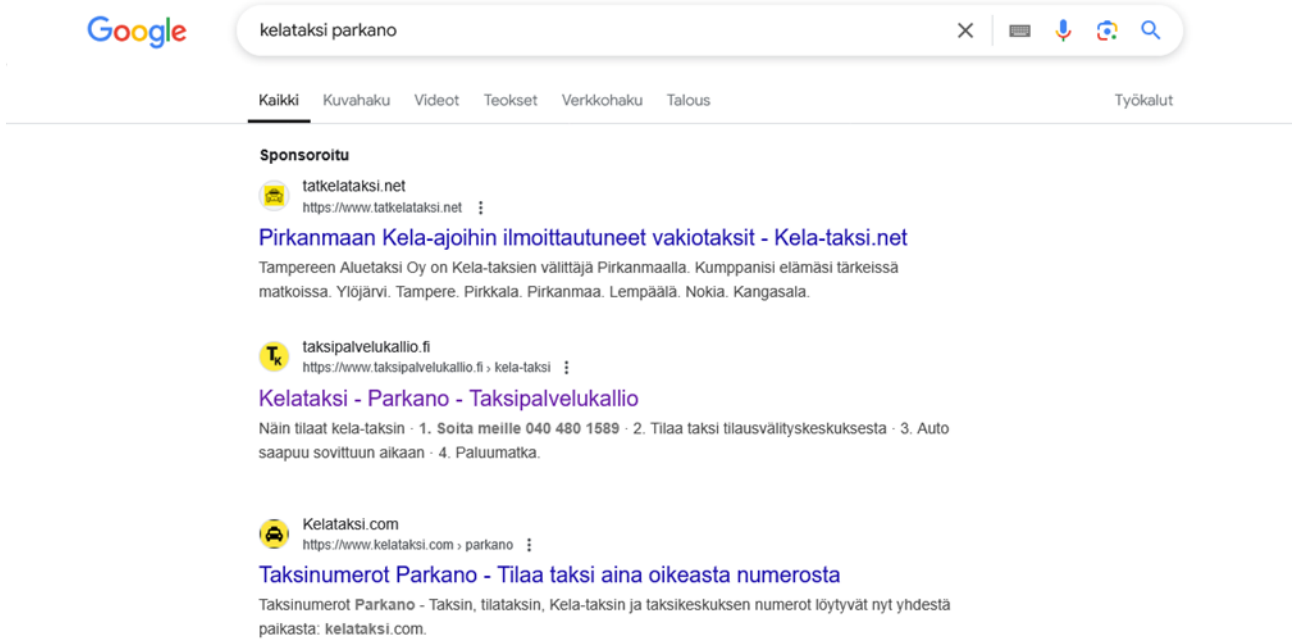 Google
kelataksi parkano
Kaikki Kuvahaku Videot Teokset Verkkohaku Talous Työkalut
Sponsoroitu
tatkelataksi.net
https://www.tatkelataksi.net
Pirkanmaan Kela-ajoihin ilmoittautuneet vakiotaksit - Kela-taksi.net
Tampereen Aluetaksi Oy on Kela-taksien välittäjä Pirkanmaalla. Kumppanisi elämäsi tärkeissä
matkoissa. Ylöjärvi. Tampere. Pirkkala. Pirkanmaa. Lempäälä. Nokia. Kangasala.
TK
taksipalvelukallio.fi
https://www.taksipalvelukallio.fi › kela-taksi
Kelataksi - Parkano - Taksipalvelukallio
Näin tilaat kela-taksin · 1. Soita meille 040 480 1589 · 2. Tilaa taksi tilausvälityskeskuksesta · 3. Auto
saapuu sovittuun aikaan · 4. Paluumatka.
Kelataksi.com
https://www.kelataksi.com › parkano
Taksinumerot Parkano - Tilaa taksi aina oikeasta numerosta
Taksinumerot Parkano - Taksin, tilataksin, Kela-taksin ja taksikeskuksen numerot löytyvät nyt yhdestä
paikasta: kelataksi.com.